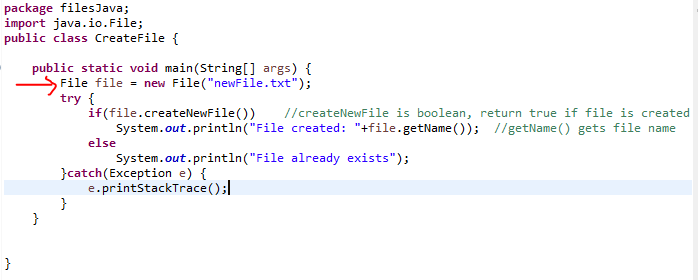 package filesJava;
import java.io.File;
public class CreateFile {
public static void main(String[] args) {
File file = new File("newFile.txt");
try {
if(file.createNewFile()) //createNewFile is boolean, return true if file is created
System.out.println("File created: "+file.getName()); //getName() gets file name
else
System.out.println("File already exists");
}catch(Exception e) {
e.printStackTrace();
}
}
}